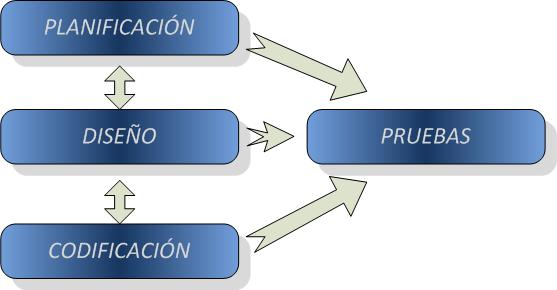 PLANIFICACIÓN
DISEÑO
PRUEBAS
CODIFICACIÓN